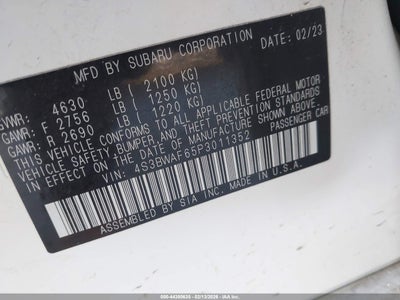 MFD BY SUBARU CORPORATION DATE: 02/23
GVWR: 4630 LB ( 2100 KG)
GAWR: F 2756 LB ( 1250 KG)
GAWR: R 2690 LB ( 1220 KG)
THIS VEHICLE CONFORMS TO ALL APPLICABLE FEDERAL MOTOR
VEHICLE SAFETY, BUMPER, AND THEFT PREVENTION STANDARDS
IN EFFECT ON THE DATE OF MANUFACTURE SHOWN ABOVE.
VIN: 4S3BWAF65P3011352 PASSENGER CAR
ASSEMBLED BY SIA INC., MADE IN U.S.A.